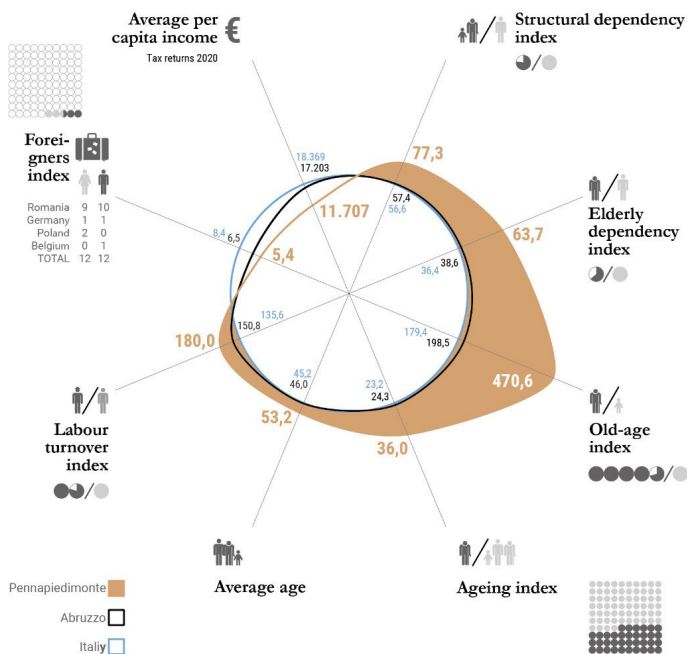 Average per
capita income
€
Tax returns 2020
Structural dependency
index
Forei-
gners
index
Romania 9 10
Germany 1 1
Poland 2 0
Belgium 0 1
TOTAL 12 12
18.369
17.203
11.707
77,3
57,4
56,6
Elderly
dependency
index
63,7
38,6
36,4
8,4
6,5
5,4
180,0
150,8
135,6
179,4
198,5
470,6
Labour
turnover
index
45,2
46,0
53,2
23,2
24,3
36,0
Old-age
index
Average age
Ageing index
Pennapiedimonte
Abruzzo
Italiy